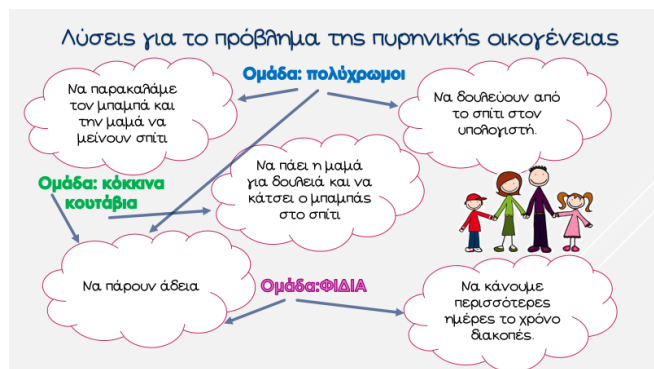 Λύσεις για το πρόβλημα της πυρηνικής οικογένειας
Ομάδα: πολύχρωμοι
Να παρακαλάμε
τον μπαμπά και
την μαμά να
μείνουν σπίτι
Να δουλεύουν από
το σπίτι στον
υπολογιστή.
Ομάδα: κόκκινα
κουτάβια
Να πάει η μαμά
για δουλειά και να
κάτσει ο μπαμπάς
στο σπίτι
Να πάρουν άδεια
Ομάδα:ΦΙΔΙΑ
Να κάνουμε
περισσότερες
ημέρες το χρόνο
διακοπές.